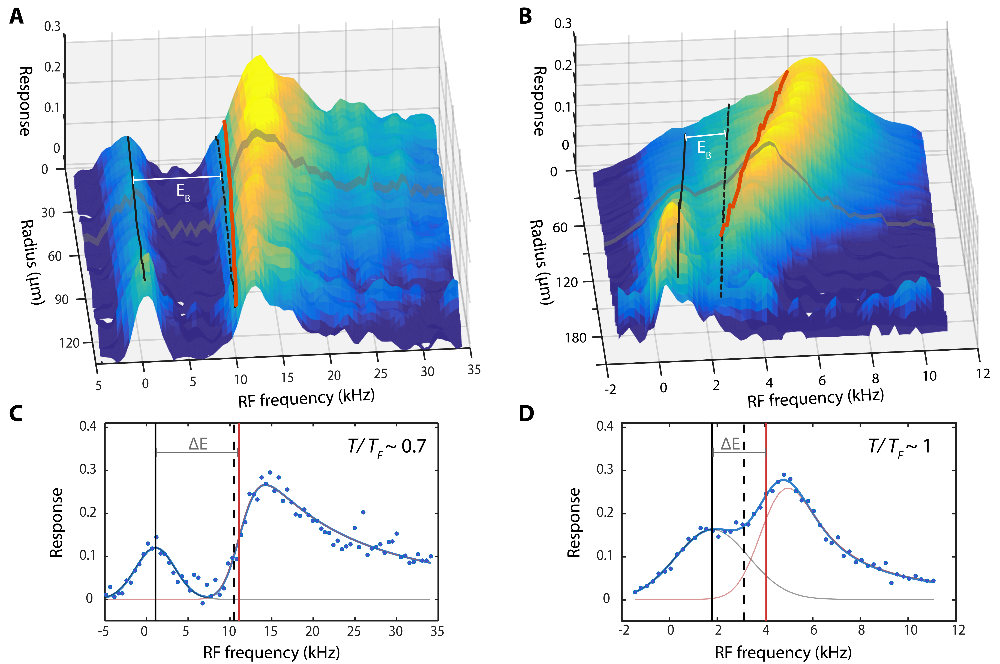 A
Response
0.3
0.2
0.1
0
0
30
60
90
120
Radius (μm)
E_B
5 0 5 10 15 20 25 30 35
RF frequency (kHz)
B
Response
0.3
0.2
0.1
0
0
60
120
180
Radius (μm)
E_B
-2 0 2 4 6 8 10 12
RF frequency (kHz)
C
Response
0.4
0.3
0.2
0.1
0
ΔE
T/T_F ~ 0.7
-5 0 5 10 15 20 25 30 35
RF frequency (kHz)
D
Response
0.4
0.3
0.2
0.1
0
ΔE
T/T_F ~ 1
-2 0 2 4 6 8 10 12
RF frequency (kHz)